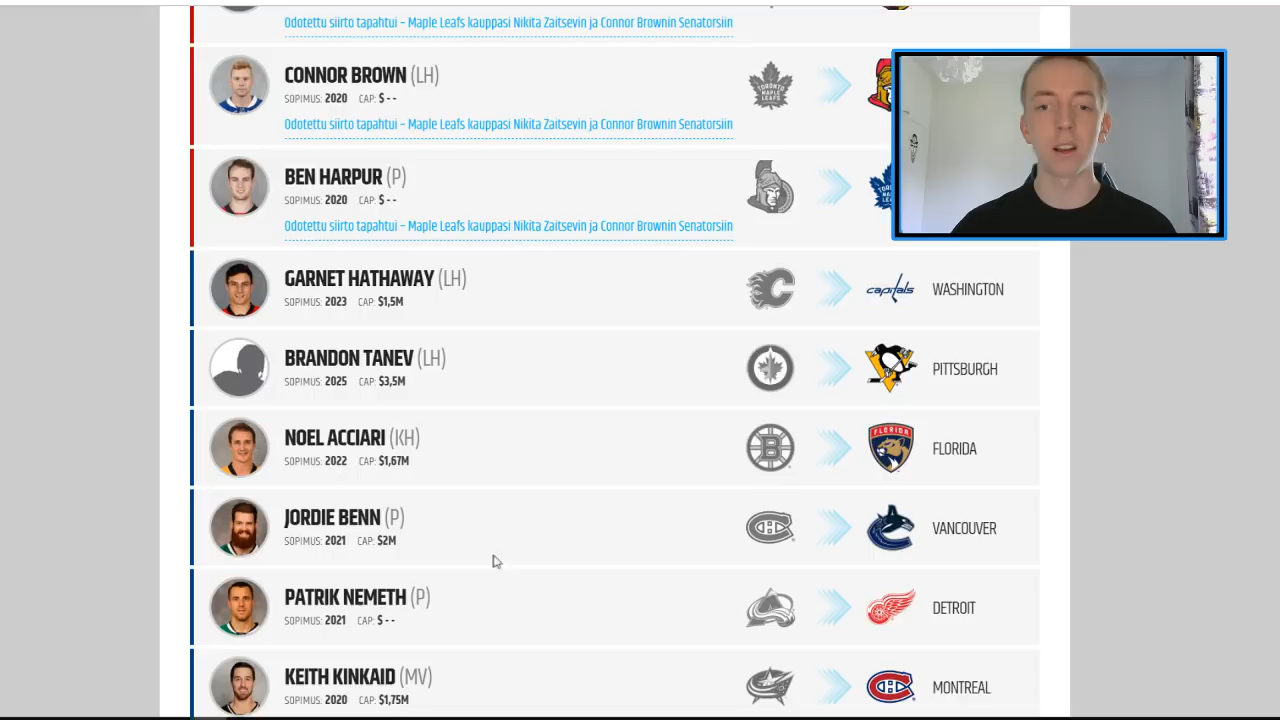 Odotettu siirto tapahtui – Maple Leafs kauppasi Nikita Zaitsevin ja Connor Brownin Senatorsiin
CONNOR BROWN (LH)
SOPIMUS: 2020 CAP: $ - -
TORONTO
MAPLE
LEAFS
Odotettu siirto tapahtui – Maple Leafs kauppasi Nikita Zaitsevin ja Connor Brownin Senatorsiin
BEN HARPUR (P)
SOPIMUS: 2020 CAP: $ - -
Odotettu siirto tapahtui – Maple Leafs kauppasi Nikita Zaitsevin ja Connor Brownin Senatorsiin
GARNET HATHAWAY (LH)
SOPIMUS: 2023 CAP: $1,5M
capitals
WASHINGTON
BRANDON TANEV (LH)
SOPIMUS: 2025 CAP: $3,5M
PITTSBURGH
NOEL ACCIARI (KH)
SOPIMUS: 2022 CAP: $1,67M
B
FLORIDA
FLORIDA
JORDIE BENN (P)
SOPIMUS: 2021 CAP: $2M
VANCOUVER
PATRIK NEMETH (P)
SOPIMUS: 2021 CAP: $ - -
DETROIT
KEITH KINKAID (MV)
SOPIMUS: 2020 CAP: $1,75M
MONTREAL